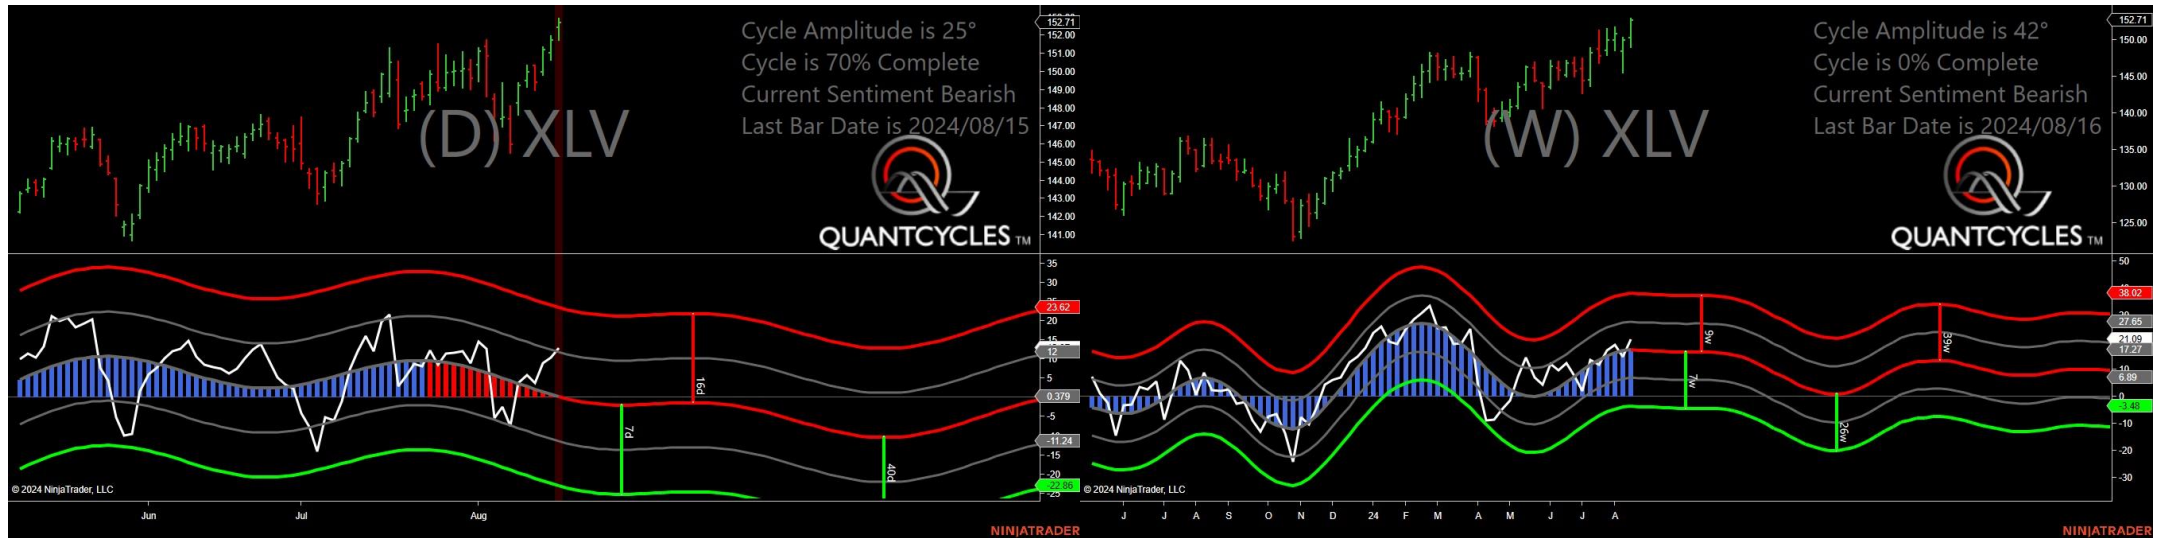 152.71
152.00
151.00
150.00
149.00
148.00
147.00
146.00
145.00
144.00
143.00
142.00
141.00
Cycle Amplitude is 25°
Cycle is 70% Complete
Current Sentiment Bearish
Last Bar Date is 2024/08/15
(D) XLV
QUANTCYCLES TM
35
30
23.62
20
15
12
5
0.379
-5
-11.24
-15
-20
-22.86
-25
16d
7d
40d
© 2024 NinjaTrader, LLC
Jun Jul Aug
NINJATRADER
152.71
150.00
145.00
140.00
135.00
130.00
125.00
Cycle Amplitude is 42°
Cycle is 0% Complete
Current Sentiment Bearish
Last Bar Date is 2024/08/16
(W) XLV
QUANTCYCLES TM
50
38.02
27.65
21.09
17.27
10
6.89
0
-3.48
-10
-20
-30
9w
7w
39w
26w
© 2024 NinjaTrader, LLC
J J A S O N D 24 F M A M J J A
NINJATRADER